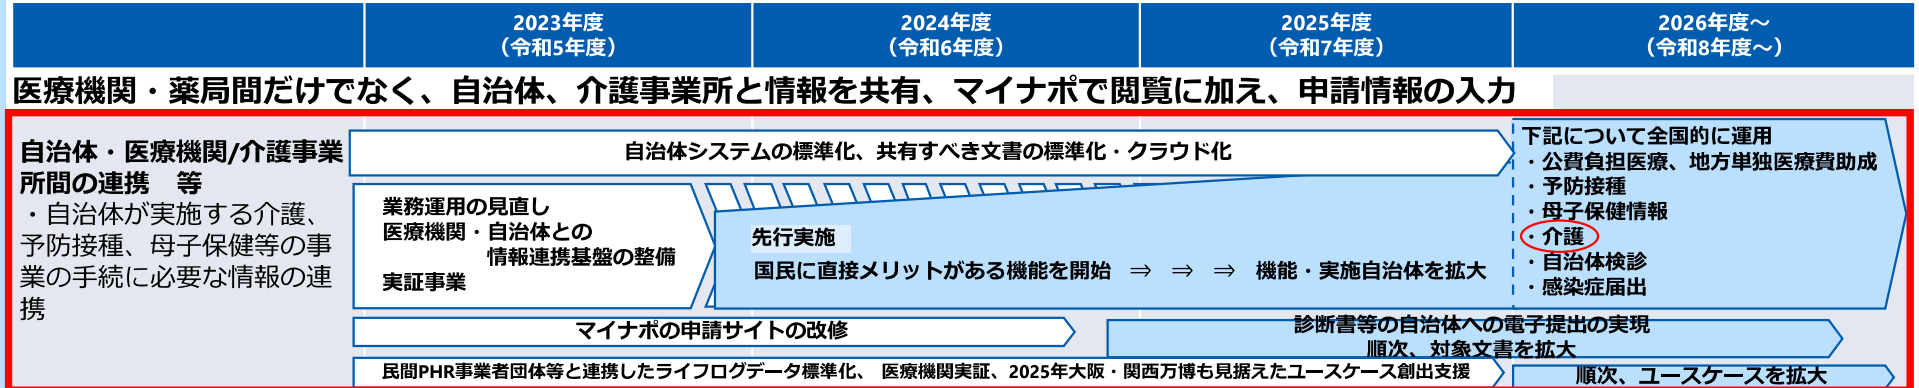 2023年度
（令和5年度）
2024年度
（令和6年度）
2025年度
（令和7年度）
2026年度～
（令和8年度～）
医療機関・薬局間だけでなく、自治体、介護事業所と情報を共有、マイナポで閲覧に加え、申請情報の入力
自治体・医療機関/介護事業
所間の連携　等
・自治体が実施する介護、
予防接種、母子保健等の事
業の手続に必要な情報の連
携
自治体システムの標準化、共有すべき文書の標準化・クラウド化
業務運用の見直し
医療機関・自治体との
情報連携基盤の整備
実証事業
先行実施
国民に直接メリットがある機能を開始　⇒　⇒　⇒　機能・実施自治体を拡大
下記について全国的に運用
・公費負担医療、地方単独医療費助成
・予防接種
・母子保健情報
・介護
・自治体検診
・感染症届出
マイナポの申請サイトの改修
診断書等の自治体への電子提出の実現
順次、対象文書を拡大
民間PHR事業者団体等と連携したライフログデータ標準化、 医療機関実証、2025年大阪・関西万博も見据えたユースケース創出支援
順次、ユースケースを拡大